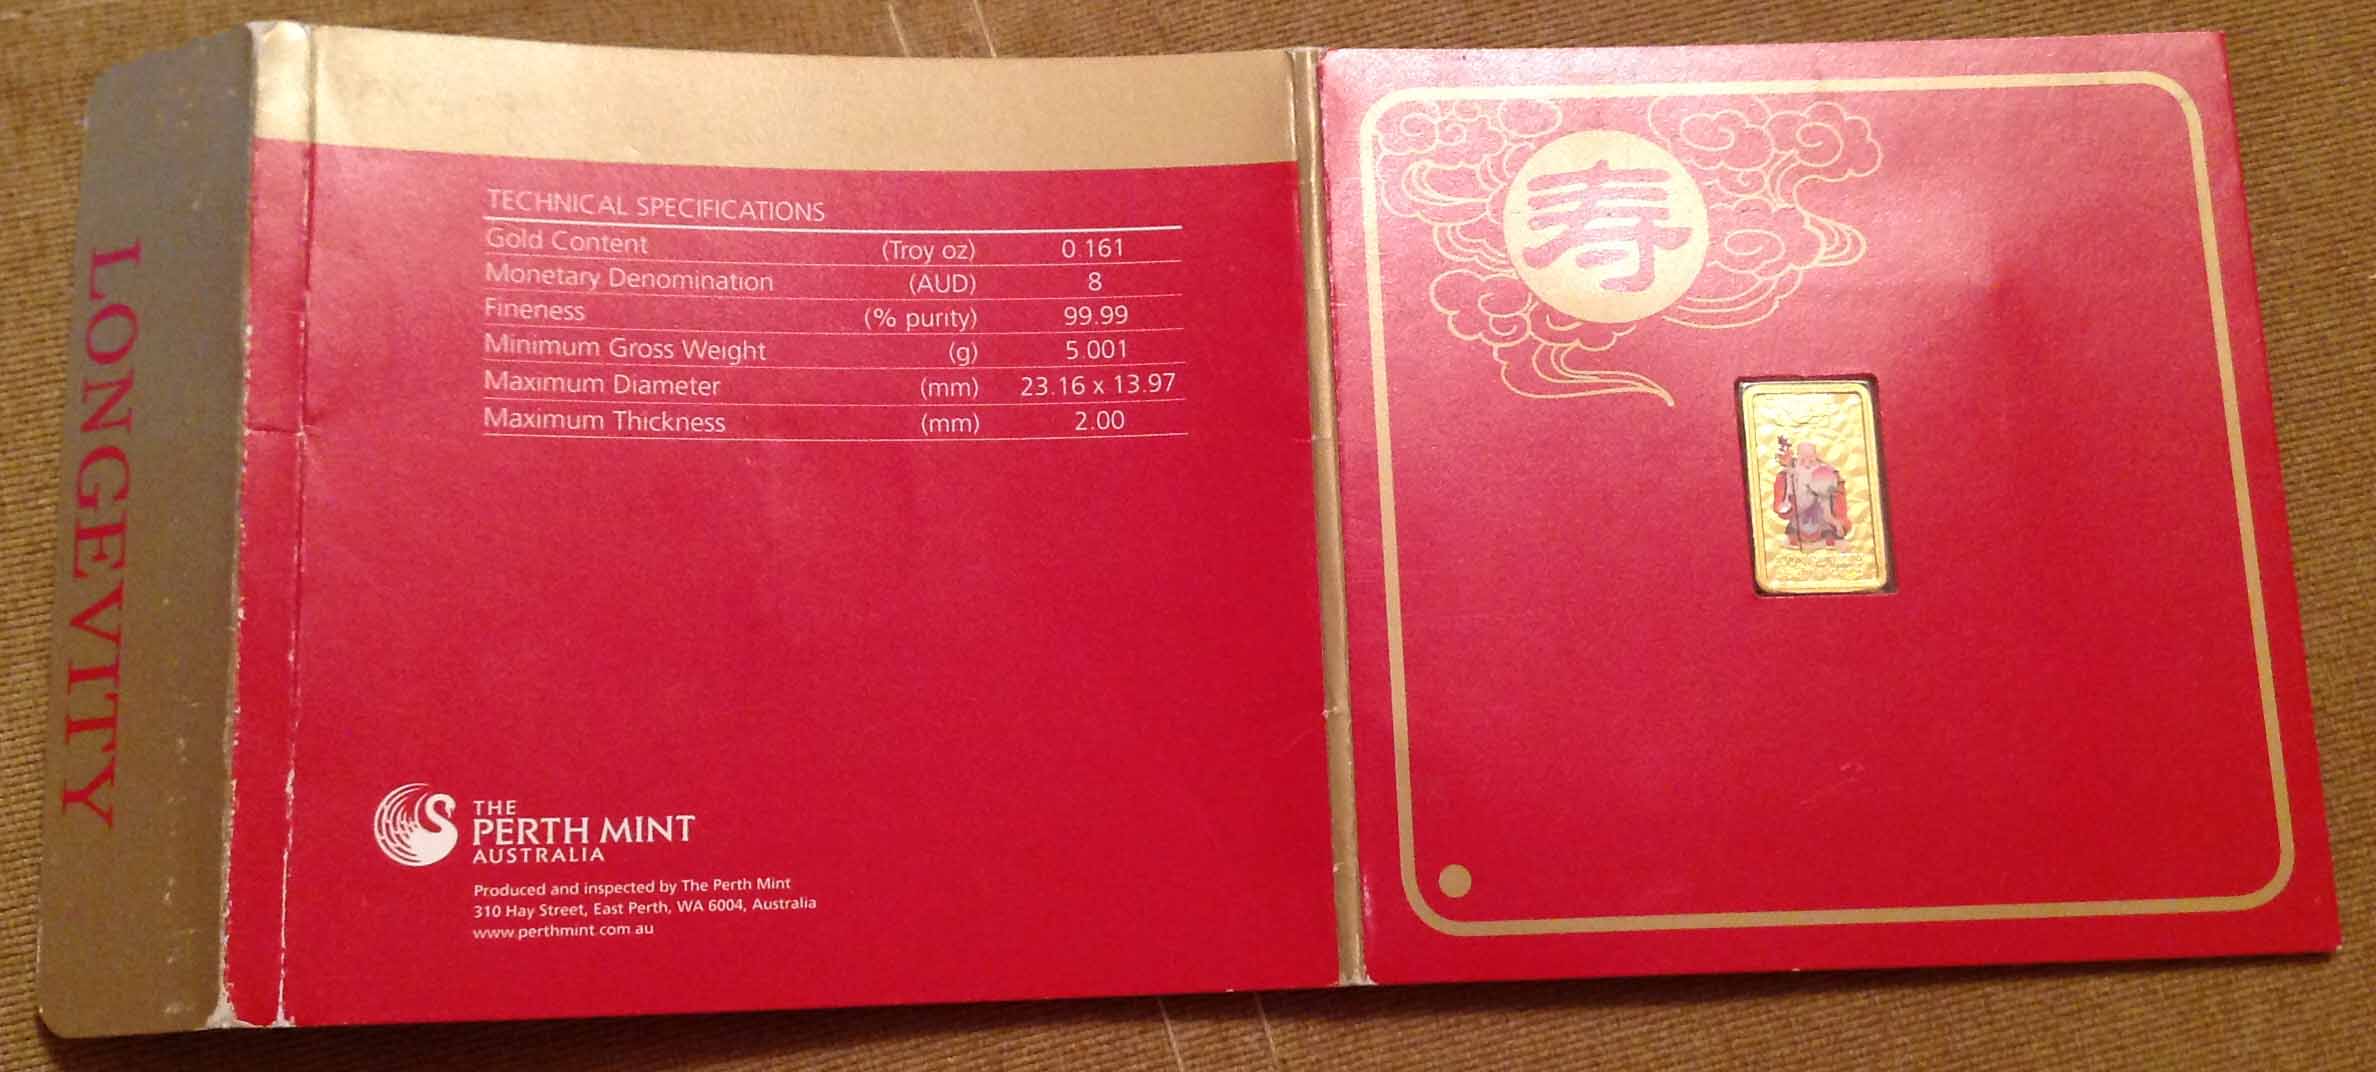 LONGEVITY
TECHNICAL SPECIFICATIONS
Gold Content (Troy oz) 0.161
Monetary Denomination (AUD) 8
Fineness (% purity) 99.99
Minimum Gross Weight (g) 5.001
Maximum Diameter (mm) 23.16 x 13.97
Maximum Thickness (mm) 2.00
THE
PERTH MINT
AUSTRALIA
Produced and inspected by The Perth Mint
310 Hay Street, East Perth, WA 6004, Australia
www.perthmint.com.au
寿